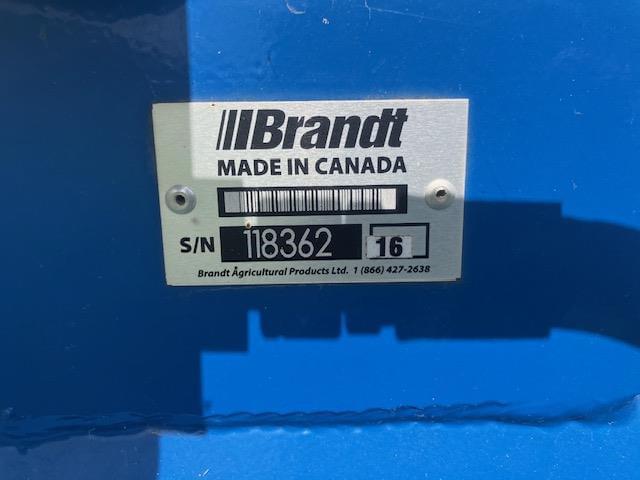 Brandt
MADE IN CANADA
S/N 118362 16
Brandt Agricultural Products Ltd. 1 (866) 427-2638